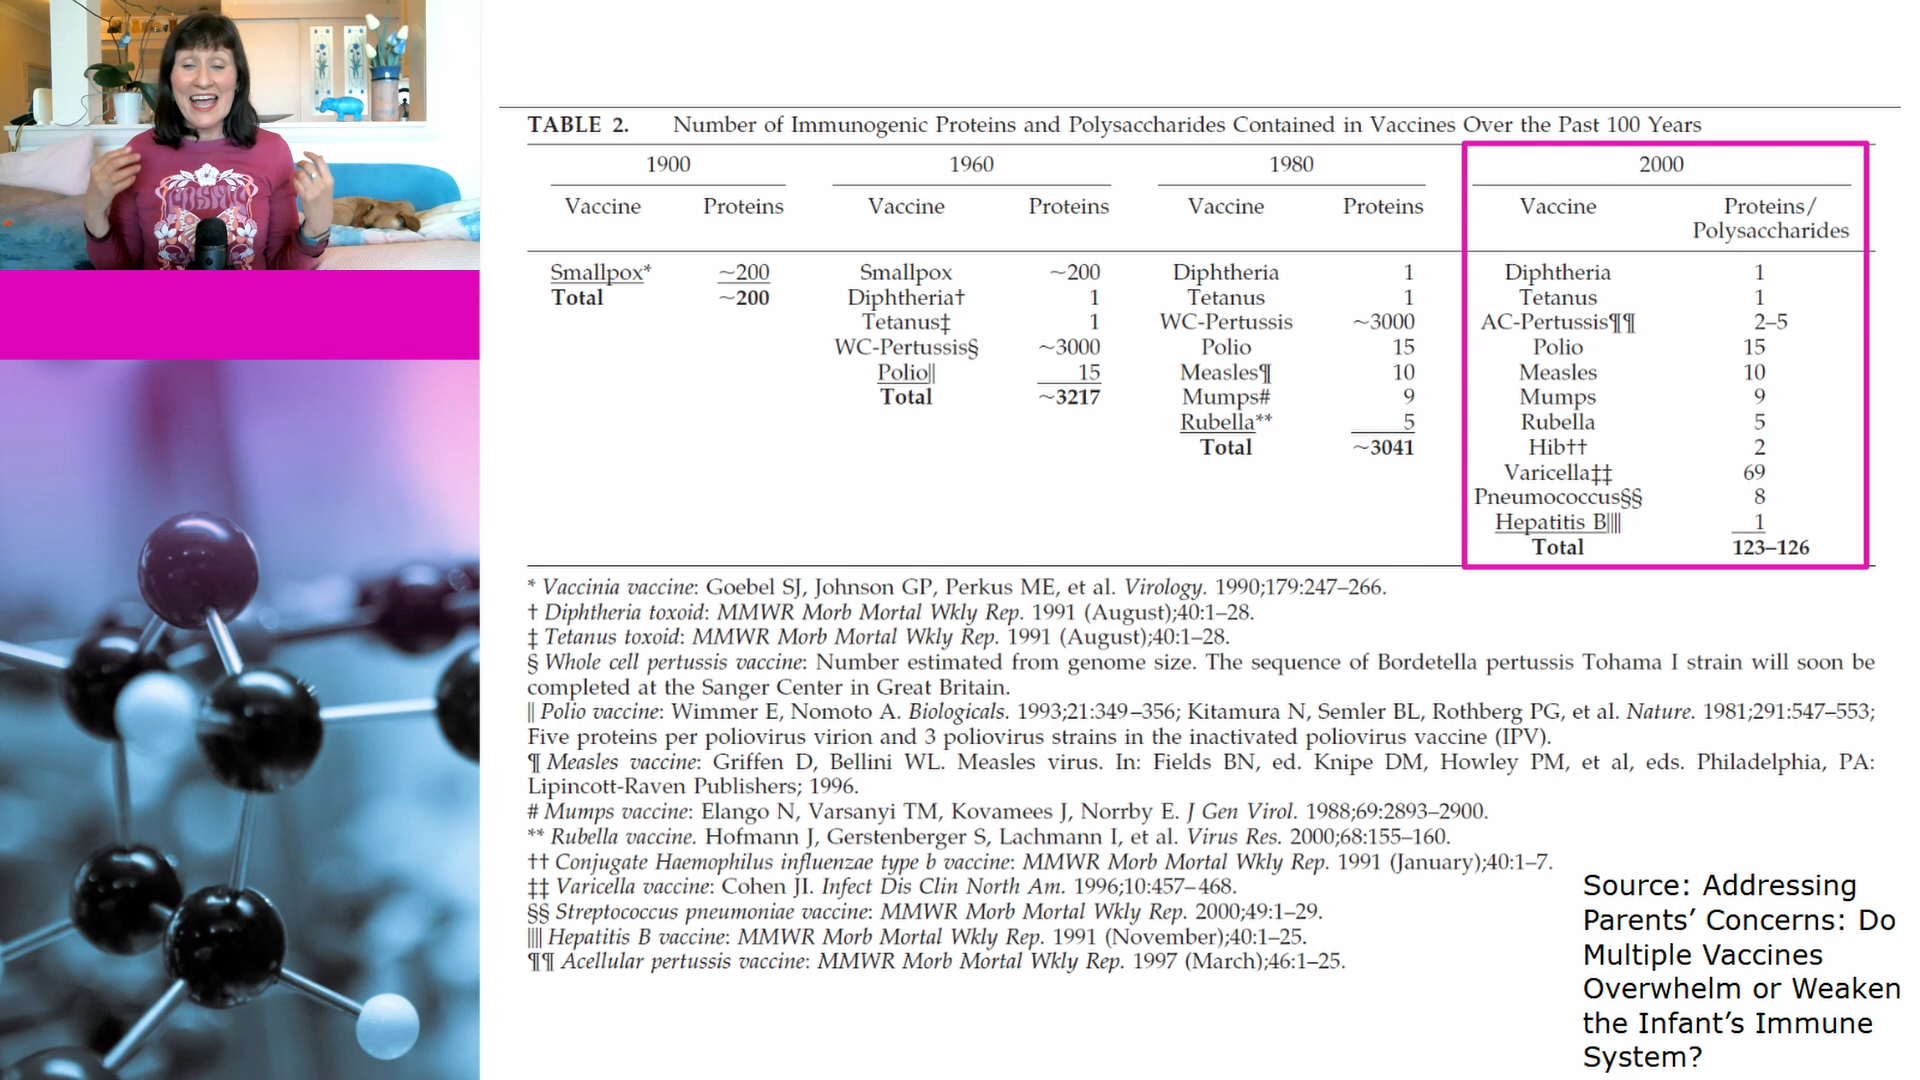 TABLE 2. Number of Immunogenic Proteins and Polysaccharides Contained in Vaccines Over the Past 100 Years
1900 1960 1980 2000
Vaccine Proteins Vaccine Proteins Vaccine Proteins Vaccine Proteins/
Polysaccharides
Smallpox* ~200 Smallpox ~200 Diphtheria 1 Diphtheria 1
Total ~200 Diphtheria† 1 Tetanus 1 Tetanus 1
Tetanus‡ 1 WC-Pertussis ~3000 AC-Pertussis¶¶ 2–5
WC-Pertussis§ ~3000 Polio 15 Polio 15
Polio‖ 15 Measles¶ 10 Measles 10
Total ~3217 Mumps# 9 Mumps 9
Rubella** 5 Rubella 5
Total ~3041 Hib†† 2
Varicella‡‡ 69
Pneumococcus§§ 8
Hepatitis B‖‖ 1
Total 123–126
* Vaccinia vaccine: Goebel SJ, Johnson GP, Perkus ME, et al. Virology. 1990;179:247–266.
† Diphtheria toxoid: MMWR Morb Mortal Wkly Rep. 1991 (August);40:1–28.
‡ Tetanus toxoid: MMWR Morb Mortal Wkly Rep. 1991 (August);40:1–28.
§ Whole cell pertussis vaccine: Number estimated from genome size. The sequence of Bordetella pertussis Tohama I strain will soon be
completed at the Sanger Center in Great Britain.
‖ Polio vaccine: Wimmer E, Nomoto A. Biologicals. 1993;21:349–356; Kitamura N, Semler BL, Rothberg PG, et al. Nature. 1981;291:547–553;
Five proteins per poliovirus virion and 3 poliovirus strains in the inactivated poliovirus vaccine (IPV).
¶ Measles vaccine: Griffen D, Bellini WL. Measles virus. In: Fields BN, ed. Knipe DM, Howley PM, et al, eds. Philadelphia, PA:
Lipincott-Raven Publishers; 1996.
# Mumps vaccine: Elango N, Varsanyi TM, Kovamees J, Norrby E. J Gen Virol. 1988;69:2893–2900.
** Rubella vaccine. Hofmann J, Gerstenberger S, Lachmann I, et al. Virus Res. 2000;68:155–160.
†† Conjugate Haemophilus influenzae type b vaccine: MMWR Morb Mortal Wkly Rep. 1991 (January);40:1–7.
‡‡ Varicella vaccine: Cohen JI. Infect Dis Clin North Am. 1996;10:457–468.
§§ Streptococcus pneumoniae vaccine: MMWR Morb Mortal Wkly Rep. 2000;49:1–29.
‖‖ Hepatitis B vaccine: MMWR Morb Mortal Wkly Rep. 1991 (November);40:1–25.
¶¶ Acellular pertussis vaccine: MMWR Morb Mortal Wkly Rep. 1997 (March);46:1–25.
Source: Addressing
Parents’ Concerns: Do
Multiple Vaccines
Overwhelm or Weaken
the Infant’s Immune
System?